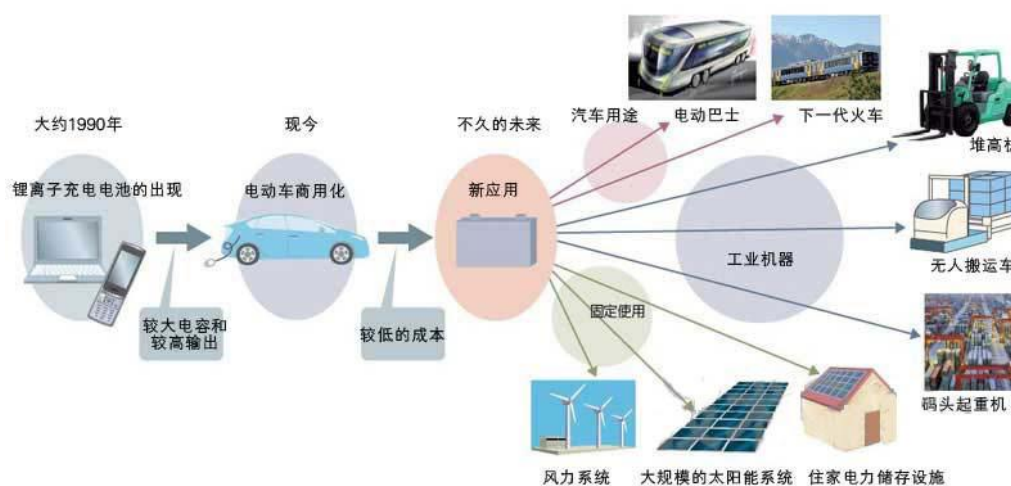 大约1990年
现今
不久的未来
汽车用途
电动巴士
下一代火车
堆高机
锂离子充电电池的出现
电动车商用化
新应用
工业机器
无人搬运车
固定使用
较大电容和
较高输出
较低的成本
码头起重机
风力系统
大规模的太阳能系统
住家电力储存设施